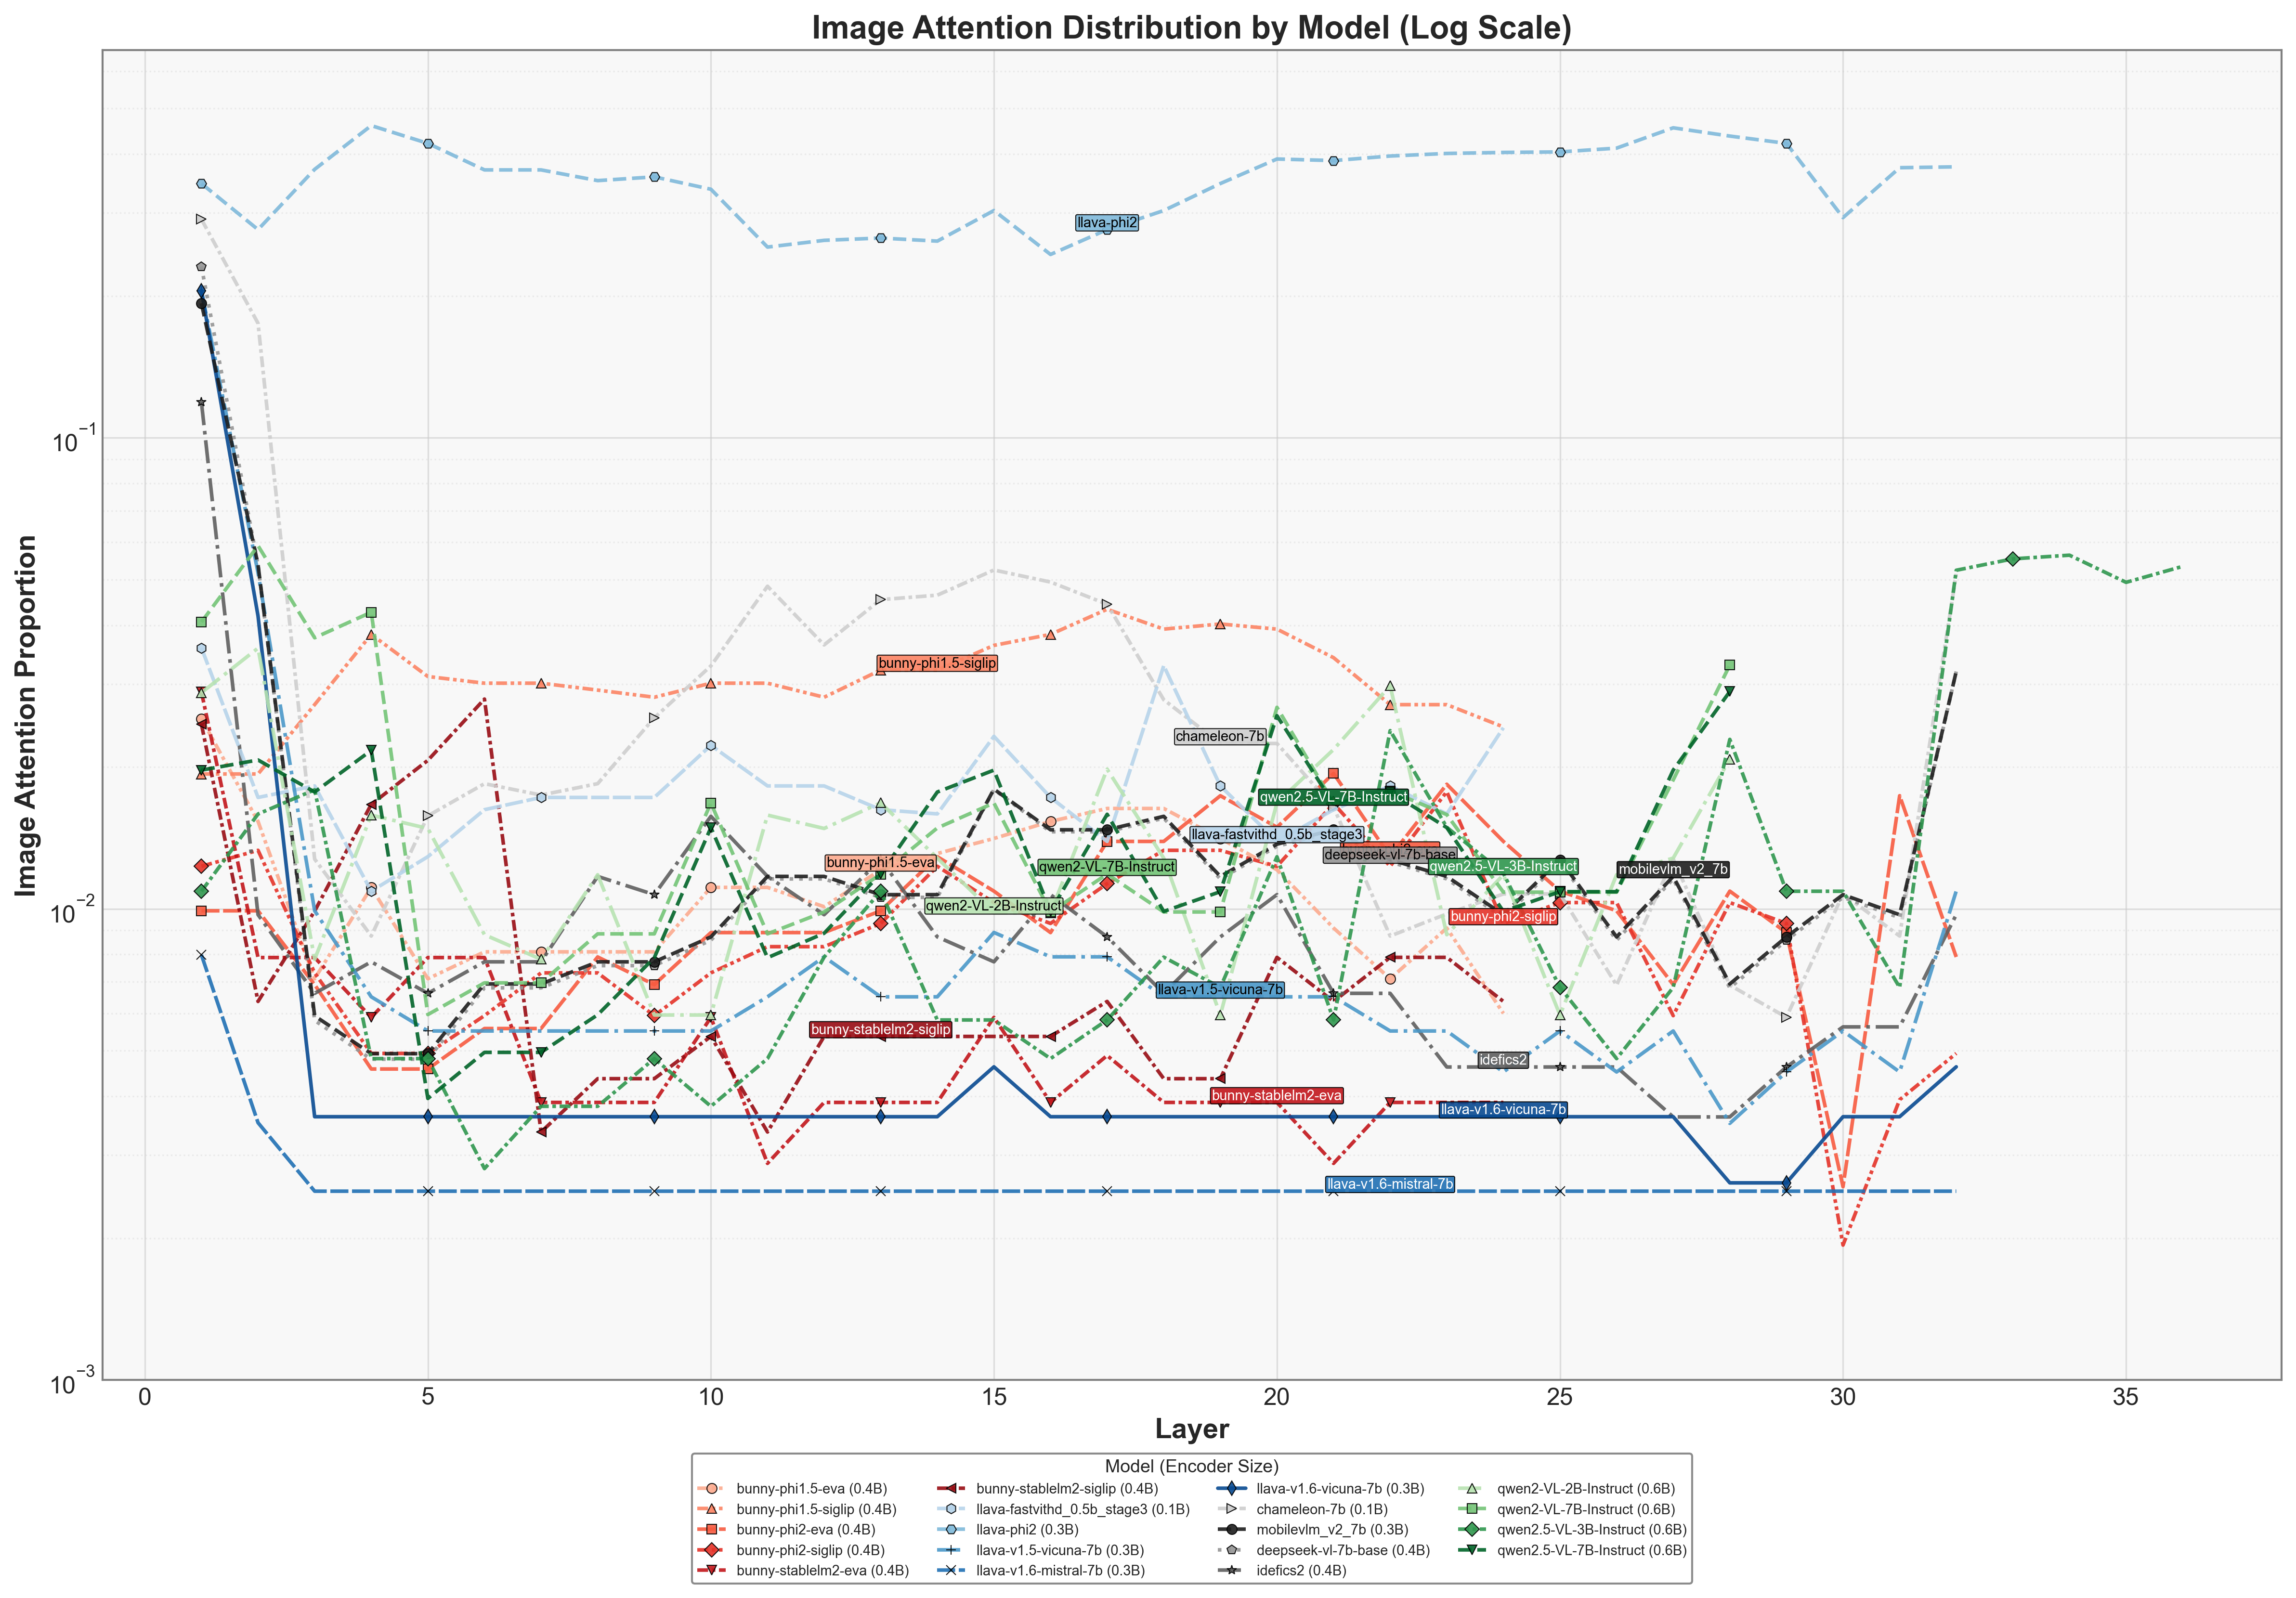 Image Attention Distribution by Model (Log Scale)
Image Attention Proportion
10⁻¹
10⁻²
10⁻³
llava-phi2
bunny-phi1.5-siglip
chameleon-7b
qwen2.5-VL-7B-Instruct
llava-fastvithd_0.5b_stage3
deepseek-vl-7b-base
bunny-phi1.5-eva
qwen2-VL-7B-Instruct
qwen2.5-VL-3B-Instruct
mobilevlm_v2_7b
qwen2-VL-2B-Instruct
bunny-phi2-siglip
llava-v1.5-vicuna-7b
bunny-stablelm2-siglip
idefics2
bunny-stablelm2-eva
llava-v1.6-vicuna-7b
llava-v1.6-mistral-7b
0 5 10 15 20 25 30 35
Layer
Model (Encoder Size)
bunny-phi1.5-eva (0.4B)
bunny-phi1.5-siglip (0.4B)
bunny-phi2-eva (0.4B)
bunny-phi2-siglip (0.4B)
bunny-stablelm2-eva (0.4B)
bunny-stablelm2-siglip (0.4B)
llava-fastvithd_0.5b_stage3 (0.1B)
llava-phi2 (0.3B)
llava-v1.5-vicuna-7b (0.3B)
llava-v1.6-mistral-7b (0.3B)
llava-v1.6-vicuna-7b (0.3B)
chameleon-7b (0.1B)
mobilevlm_v2_7b (0.3B)
deepseek-vl-7b-base (0.4B)
idefics2 (0.4B)
qwen2-VL-2B-Instruct (0.6B)
qwen2-VL-7B-Instruct (0.6B)
qwen2.5-VL-3B-Instruct (0.6B)
qwen2.5-VL-7B-Instruct (0.6B)